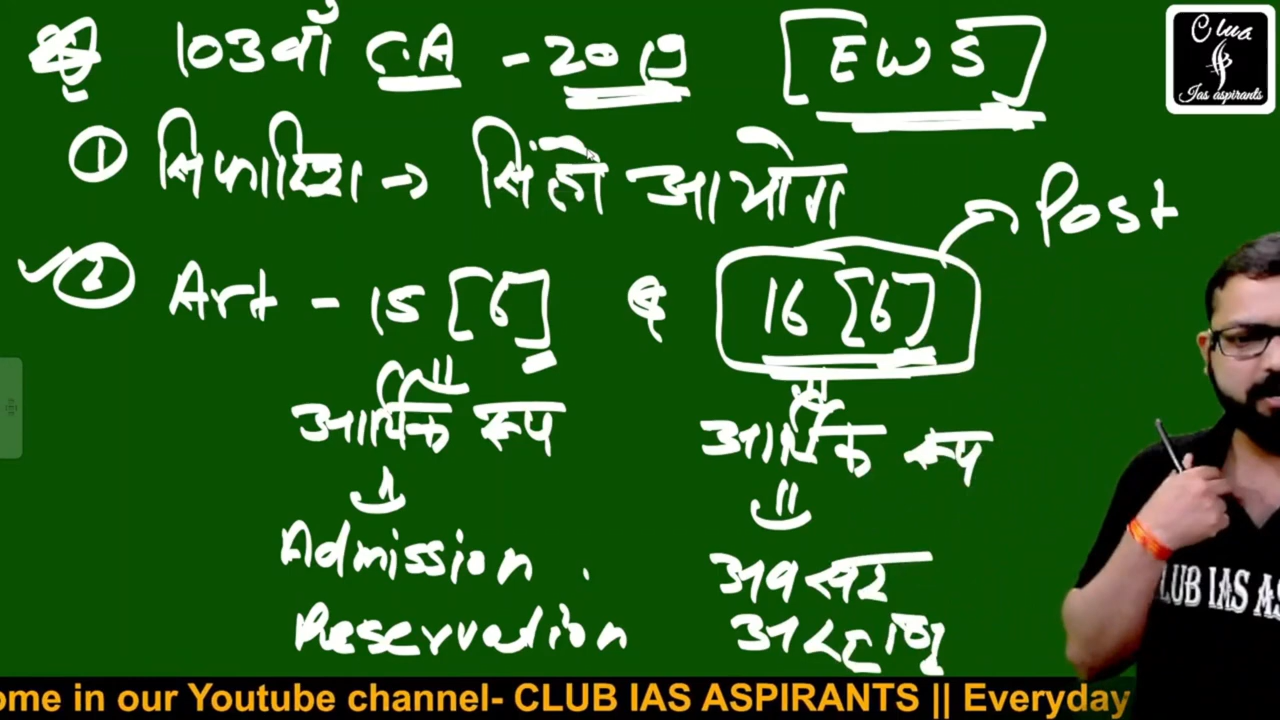 103वाँ C.A - 2019 [EWS]
① सिफारिश → सिंहो आयोग
② Art - 15 [6] & 16 [6] → Post
आर्थिक रूप आर्थिक रूप
Admission अवसर
Reservation आरक्षण
ome in our Youtube channel- CLUB IAS ASPIRANTS || Everyday
Club
Ias aspirants
CLUB IAS AS